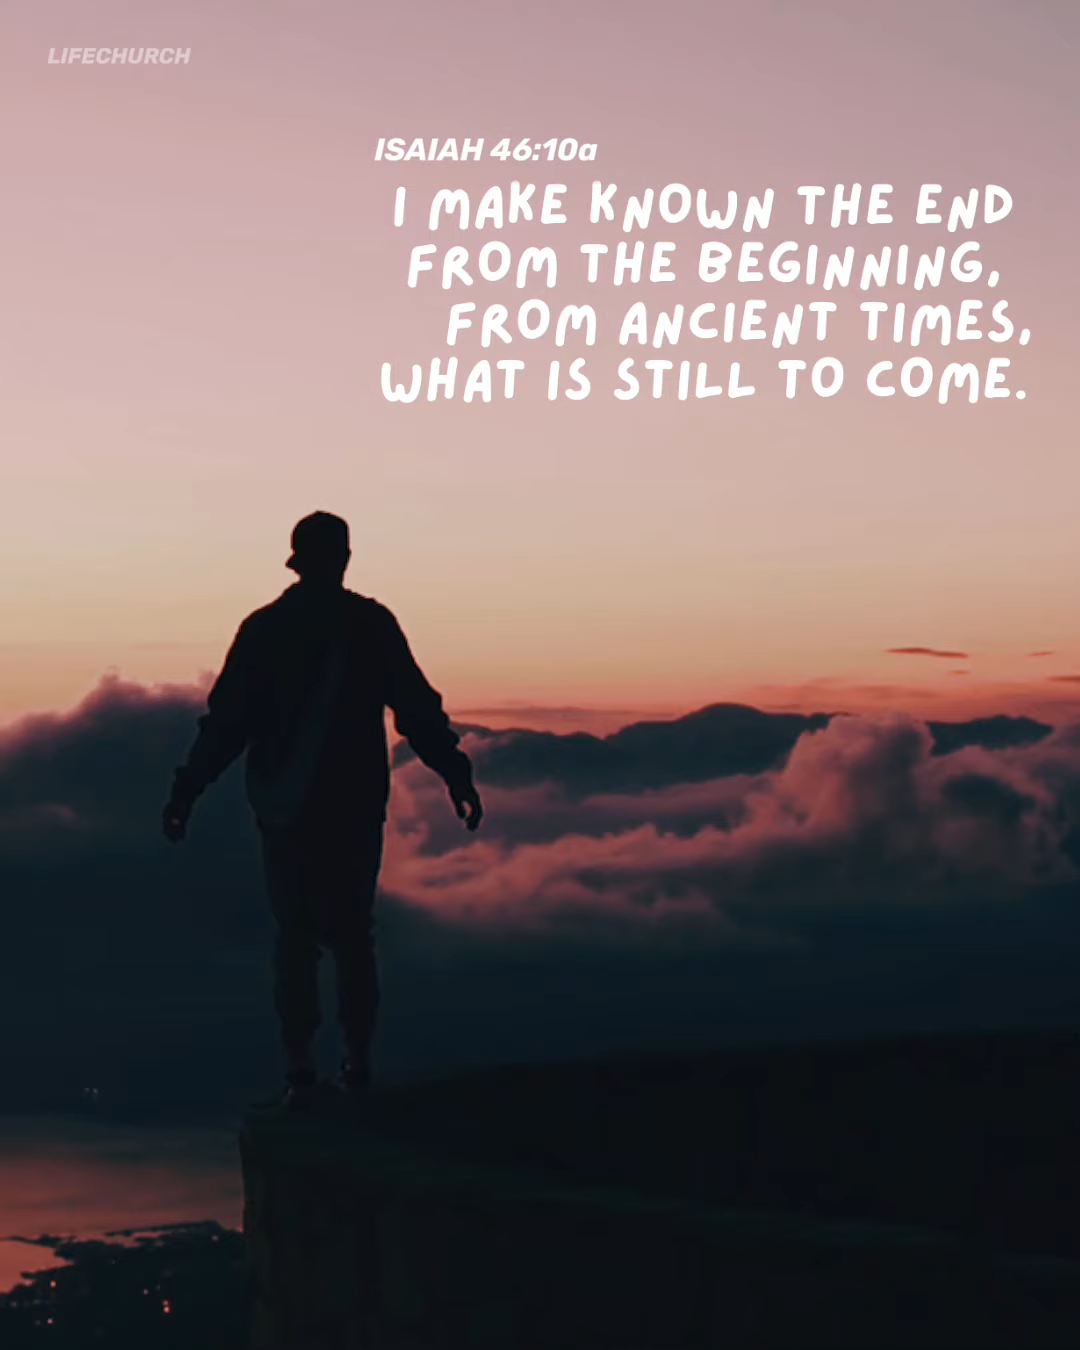 LIFECHURCH
ISAIAH 46:10a
I MAKE KNOWN THE END
FROM THE BEGINNING,
FROM ANCIENT TIMES,
WHAT IS STILL TO COME.